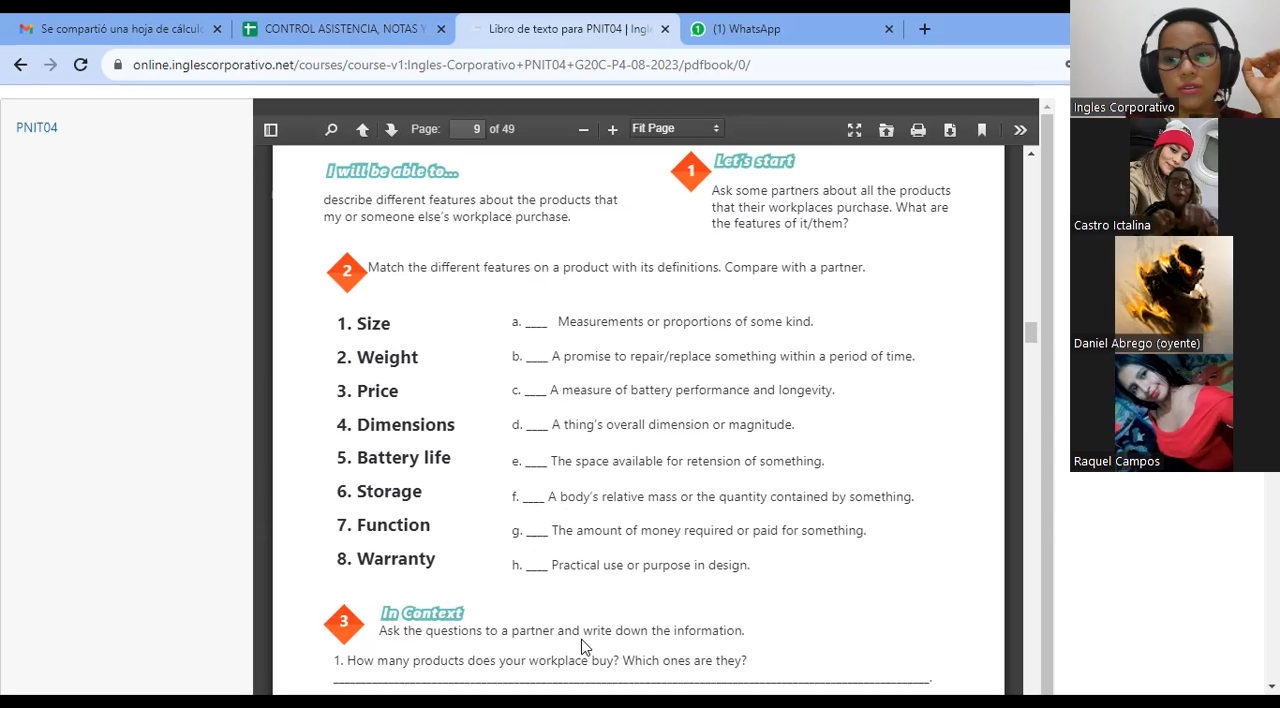 Se compartió una hoja de cálcul
CONTROL ASISTENCIA, NOTAS Y
Libro de texto para PNIT04 | Ingle
(1) WhatsApp
online.inglescorporativo.net/courses/course-v1:Ingles-Corporativo+PNIT04+G20C-P4-08-2023/pdfbook/0/
PNIT04
Page: 9 of 49
Fit Page
I will be able to...
describe different features about the products that
my or someone else's workplace purchase.
1
Let's start
Ask some partners about all the products
that their workplaces purchase. What are
the features of it/them?
2
Match the different features on a product with its definitions. Compare with a partner.
1. Size
a. ____ Measurements or proportions of some kind.
2. Weight
b. ____ A promise to repair/replace something within a period of time.
3. Price
c. ____ A measure of battery performance and longevity.
4. Dimensions
d. ____ A thing's overall dimension or magnitude.
5. Battery life
e. ____ The space available for retension of something.
6. Storage
f. ____ A body's relative mass or the quantity contained by something.
7. Function
g. ____ The amount of money required or paid for something.
8. Warranty
h. ____ Practical use or purpose in design.
3
In Context
Ask the questions to a partner and write down the information.
1. How many products does your workplace buy? Which ones are they?
Ingles Corporativo
Castro Ictalina
Daniel Abrego (oyente)
Raquel Campos